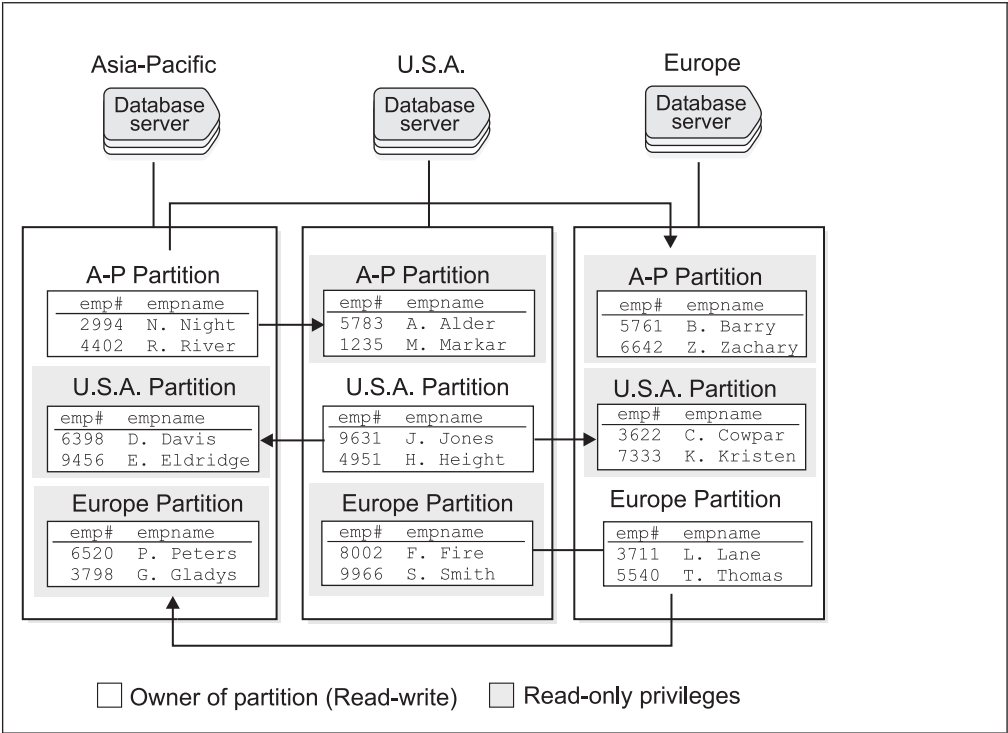 Asia-Pacific
Database
server
U.S.A.
Database
server
Europe
Database
server
A-P Partition
emp# empname
2994 N. Night
4402 R. River
U.S.A. Partition
emp# empname
6398 D. Davis
9456 E. Eldridge
Europe Partition
emp# empname
6520 P. Peters
3798 G. Gladys
A-P Partition
emp# empname
5783 A. Alder
1235 M. Markar
U.S.A. Partition
emp# empname
9631 J. Jones
4951 H. Height
Europe Partition
emp# empname
8002 F. Fire
9966 S. Smith
A-P Partition
emp# empname
5761 B. Barry
6642 Z. Zachary
U.S.A. Partition
emp# empname
3622 C. Cowpar
7333 K. Kristen
Europe Partition
emp# empname
3711 L. Lane
5540 T. Thomas
Owner of partition (Read-write)
Read-only privileges